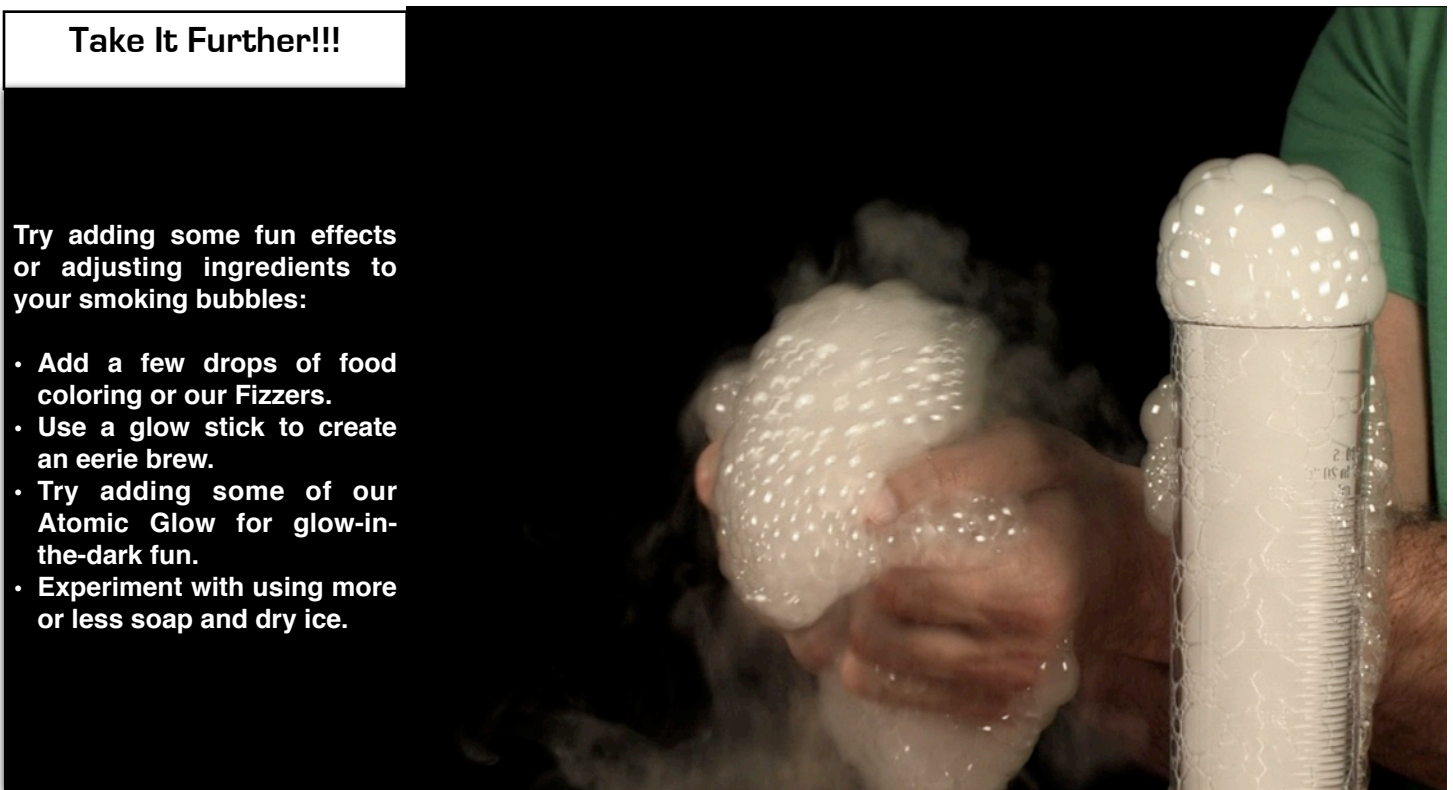 Take It Further!!!
Try adding some fun effects
or adjusting ingredients to
your smoking bubbles:
• Add a few drops of food
coloring or our Fizzers.
• Use a glow stick to create
an eerie brew.
• Try adding some of our
Atomic Glow for glow-in-
the-dark fun.
• Experiment with using more
or less soap and dry ice.